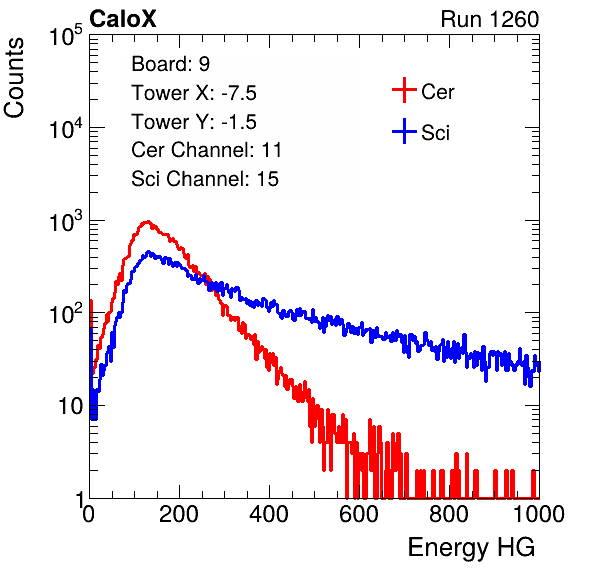 CaloX Run 1260
Counts
10^5
Board: 9
Tower X: -7.5
Tower Y: -1.5
Cer Channel: 11
Sci Channel: 15
Cer
Sci
10^4
10^3
10^2
10
1
0 200 400 600 800 1000
Energy HG